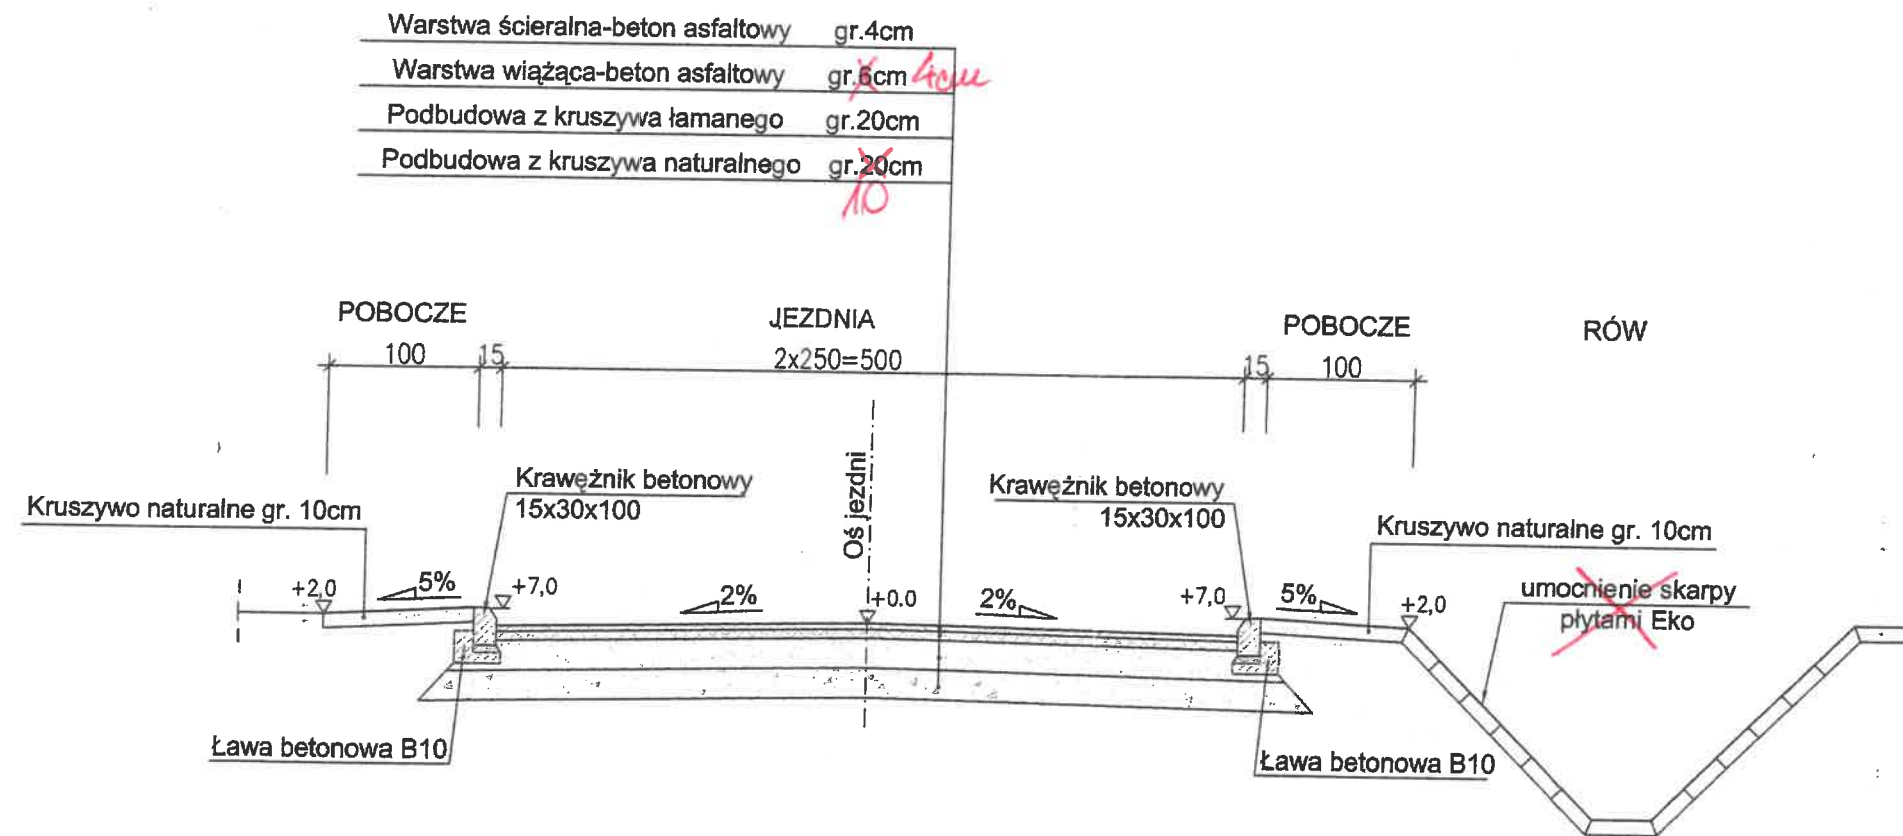 Warstwa ścieralna-beton asfaltowy gr.4cm
Warstwa wiążąca-beton asfaltowy gr.6cm 4cm
Podbudowa z kruszywa łamanego gr.20cm
Podbudowa z kruszywa naturalnego gr.20cm
10
POBOCZE JEZDNIA POBOCZE RÓW
100 15 2x250=500 15 100
Oś jezdni
Krawężnik betonowy
15x30x100
Krawężnik betonowy
15x30x100
Kruszywo naturalne gr. 10cm
Kruszywo naturalne gr. 10cm
+2,0 5% +7,0 2% +0.0 2% +7,0 5% +2,0
umocnienie skarpy
płytami Eko
Ława betonowa B10
Ława betonowa B10